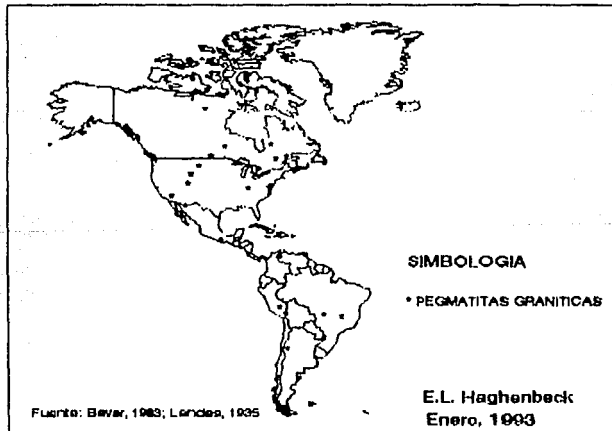 SIMBOLOGIA
* PEGMATITAS GRANITICAS
E.L. Haghenbeck
Enero, 1993
Fuente: Bever, 1983; Landes, 1935